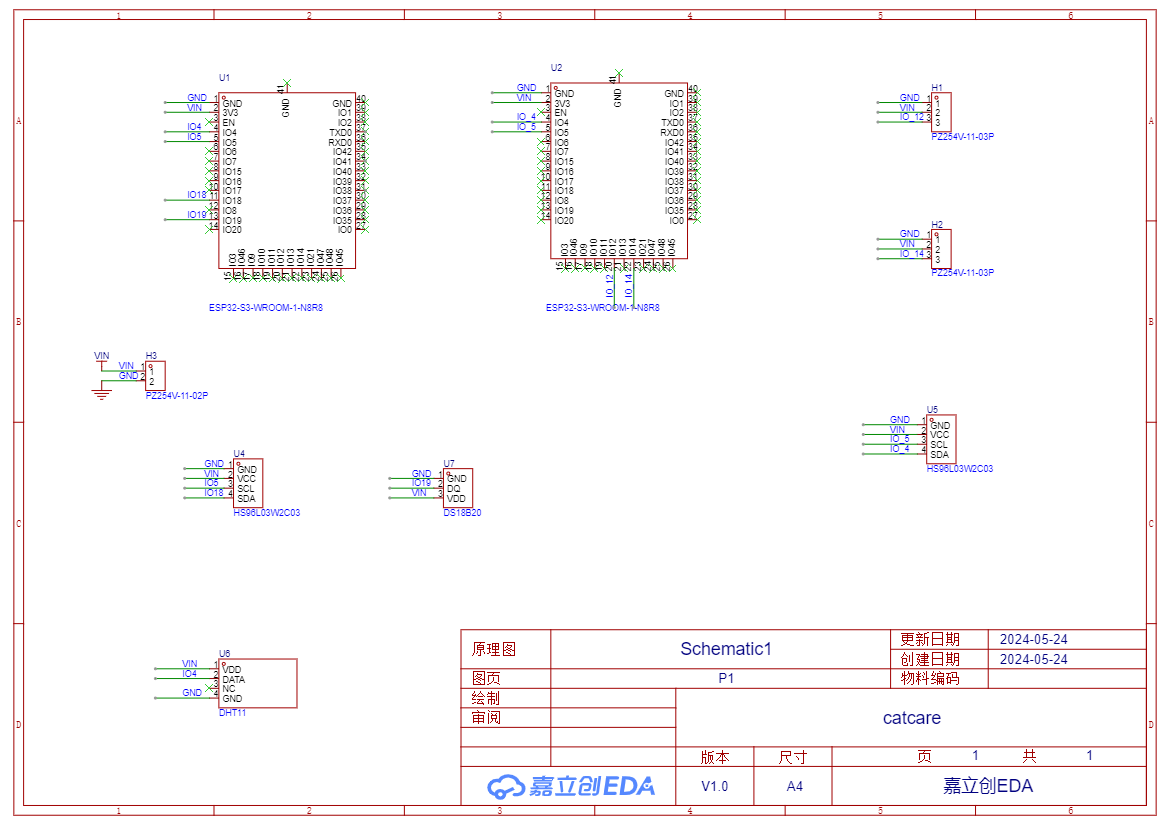 1 2 3 4 5 6
A
B
C
D
U1
GND
VIN
IO4
IO5
IO18
IO19
1 GND
2 3V3
3 EN
4 IO4
5 IO5
6 IO6
7 IO7
8 IO15
9 IO16
10 IO17
11 IO18
12 IO8
13 IO19
14 IO20
41 GND
GND 40
IO1 39
IO2 38
TXD0 37
RXD0 36
IO42 35
IO41 34
IO40 33
IO39 32
IO38 31
IO37 30
IO36 29
IO35 28
IO0 27
IO3 IO46 IO9 IO10 IO11 IO12 IO13 IO14 IO21 IO47 IO48 IO45
15 16 17 18 19 20 21 22 23 24 25 26
ESP32-S3-WROOM-1-N8R8
U2
GND
VIN
IO_4
IO_5
1 GND
2 3V3
3 EN
4 IO4
5 IO5
6 IO6
7 IO7
8 IO15
9 IO16
10 IO17
11 IO18
12 IO8
13 IO19
14 IO20
41 GND
GND 40
IO1 39
IO2 38
TXD0 37
RXD0 36
IO42 35
IO41 34
IO40 33
IO39 32
IO38 31
IO37 30
IO36 29
IO35 28
IO0 27
IO3 IO46 IO9 IO10 IO11 IO12 IO13 IO14 IO21 IO47 IO48 IO45
15 16 17 18 19 20 21 22 23 24 25 26
IO_12 IO_14
ESP32-S3-WROOM-1-N8R8
H1
GND 1 1
VIN 2 2
IO_12 3 3
PZ254V-11-03P
H2
GND 1 1
VIN 2 2
IO_14 3 3
PZ254V-11-03P
VIN
H3
VIN 1 1
GND 2 2
PZ254V-11-02P
U5
GND 1 GND
VIN 2 VCC
IO_5 3 SCL
IO_4 4 SDA
HS96L03W2C03
U4
GND 1 GND
VIN 2 VCC
IO5 3 SCL
IO18 4 SDA
HS96L03W2C03
U7
GND 1 GND
IO19 2 DQ
VIN 3 VDD
DS18B20
U6
VIN 1 VDD
IO4 2 DATA
3 NC
GND 4 GND
DHT11
原理图 Schematic1 更新日期 2024-05-24
创建日期 2024-05-24
图页 P1 物料编码
绘制
审阅
catcare
版本 尺寸 页 1 共 1
嘉立创EDA V1.0 A4 嘉立创EDA
A
B
C
D
1 2 3 4 5 6